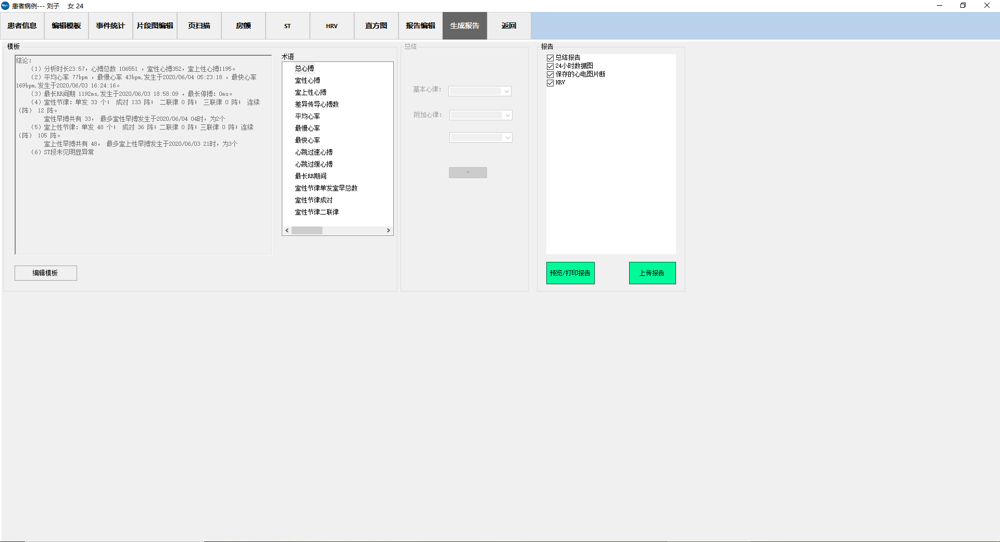 患者病例--- 刘子 女 24
患者信息 编辑模板 事件统计 片段图编辑 页扫描 房颤 ST HRV 直方图 报告编辑 生成报告 返回
模板
结论：
（1）分析时长23:57，心搏总数 106551 ，室性心搏352，室上性心搏1195。
（2）平均心率 77bpm ，最慢心率 43bpm,发生于2020/06/04 05:23:18 ，最快心率
169bpm,发生于2020/06/03 16:24:16。
（3）最长RR间期 1192ms,发生于2020/06/03 18:58:09 ，最长停搏：0ms。
（4）室性节律：单发 33 个； 成对 133 阵； 二联律 0 阵； 三联律 0 阵； 连续
（阵） 12 阵。
室性早搏共有 33， 最多室性早搏发生于2020/06/04 04时，为2个
（5）室上性节律：单发 48 个； 成对 36 阵；二联律 0 阵；三联律 0 阵；连续
（阵） 105 阵。
室上性早搏共有 48， 最多室上性早搏发生于2020/06/03 21时，为3个
（6）ST段未见明显异常
编辑模板
术语
总心搏
室性心搏
室上性心搏
差异传导心搏数
平均心率
最慢心率
最快心率
心跳过速心搏
心跳过缓心搏
最长RR期间
室性节律单发室早总数
室性节律成对
室性节律二联律
总结
基本心律：
附加心律：
+
报告
总结报告
24小时数据图
保存的心电图片断
HRV
预览/打印报告
上传报告